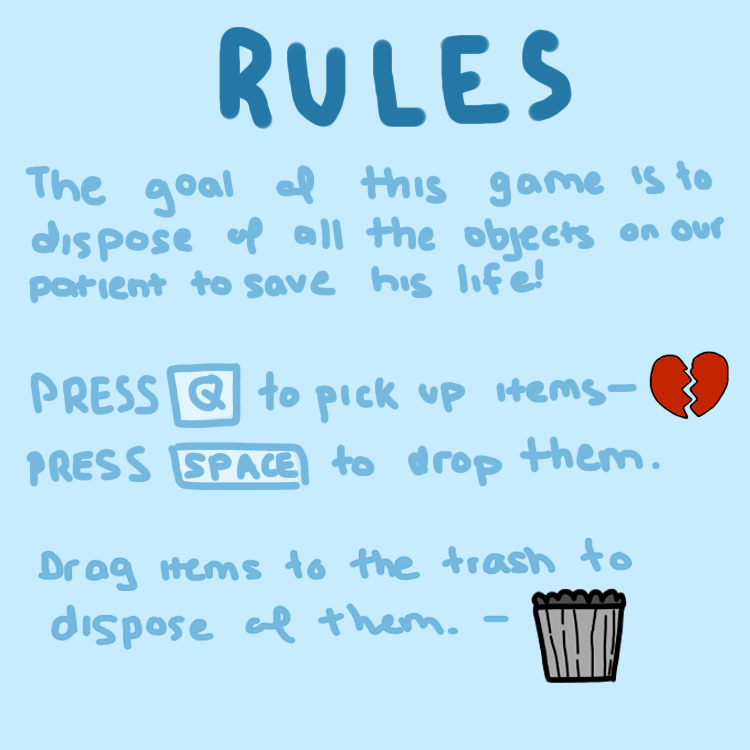 RULES
The goal of this game is to
dispose of all the objects on our
patient to save his life!
PRESS Q to pick up items—
PRESS SPACE to drop them.
Drag items to the trash to
dispose of them. -